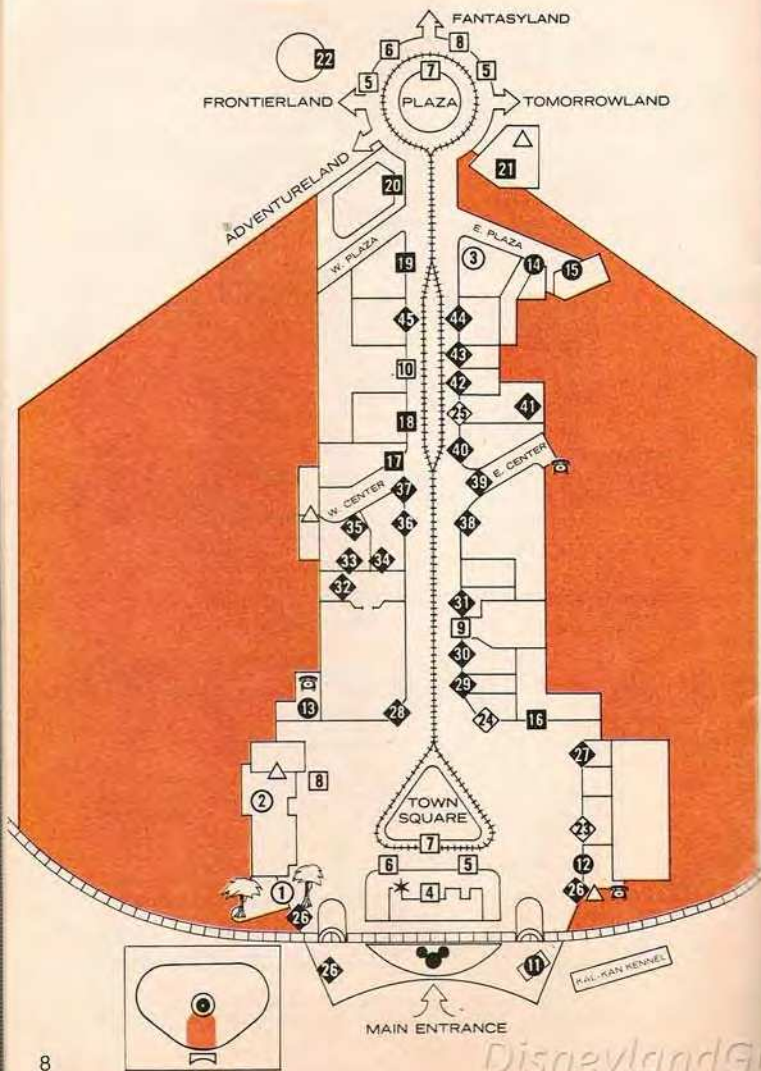 FANTASYLAND
6 8
22
5 7 5
FRONTIERLAND PLAZA TOMORROWLAND
ADVENTURELAND
21
20
E. PLAZA
W. PLAZA
19 3 14 15
45 44
43
10 42
25 41
18
40
17 E. CENTER
37 39
W. CENTER
35 36 38
33 34
32
31
9
30
29
13 28 24 16
27
8
2 TOWN
SQUARE
23
7
6 5 12
1 4 26
26
26 11 KAL-KAN KENNEL
MAIN ENTRANCE
8